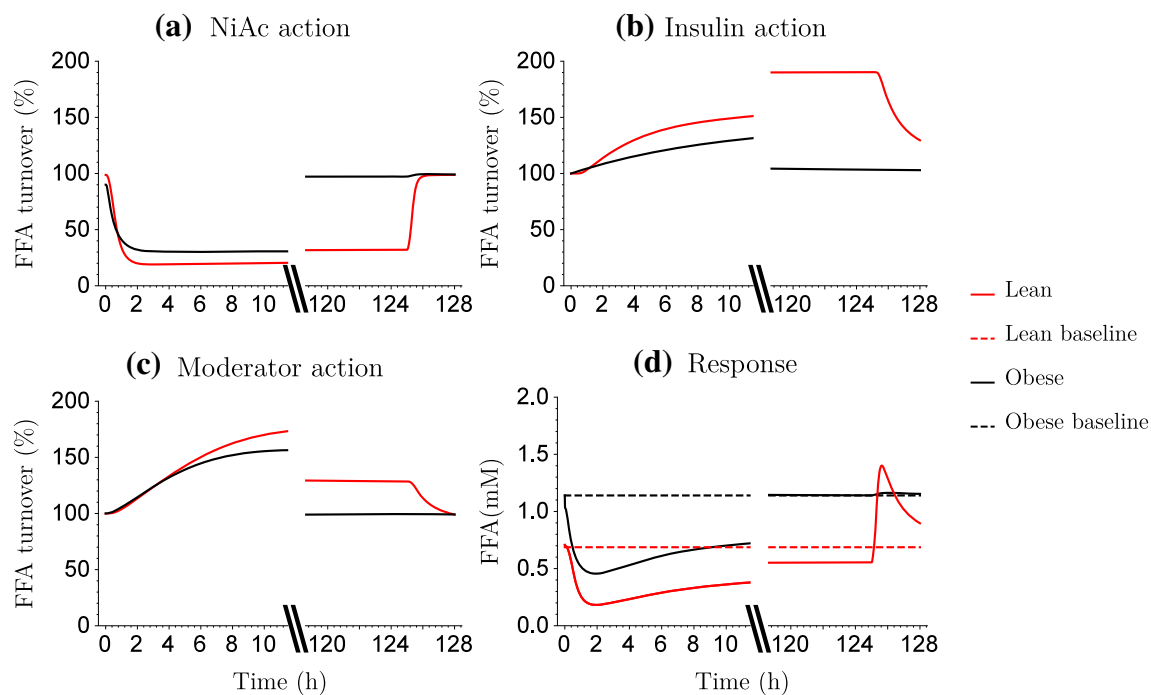 (a) NiAc action
(b) Insulin action
FFA turnover (%)
200
150
100
50
0
0 2 4 6 8 10 120 124 128
FFA turnover (%)
200
150
100
50
0
0 2 4 6 8 10 120 124 128
Lean
Lean baseline
Obese
Obese baseline
(c) Moderator action
(d) Response
FFA turnover (%)
200
150
100
50
0
0 2 4 6 8 10 120 124 128
Time (h)
FFA(mM)
2.0
1.5
1.0
0.5
0.0
0 2 4 6 8 10 120 124 128
Time (h)